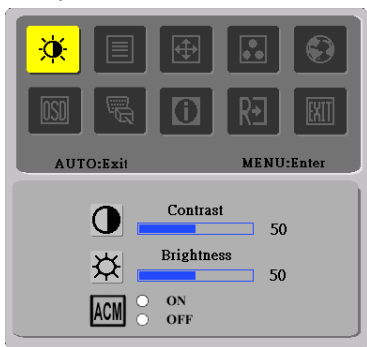 OSD i R EXIT
AUTO:Exit MENU:Enter
Contrast
50
Brightness
50
ACM ON
OFF